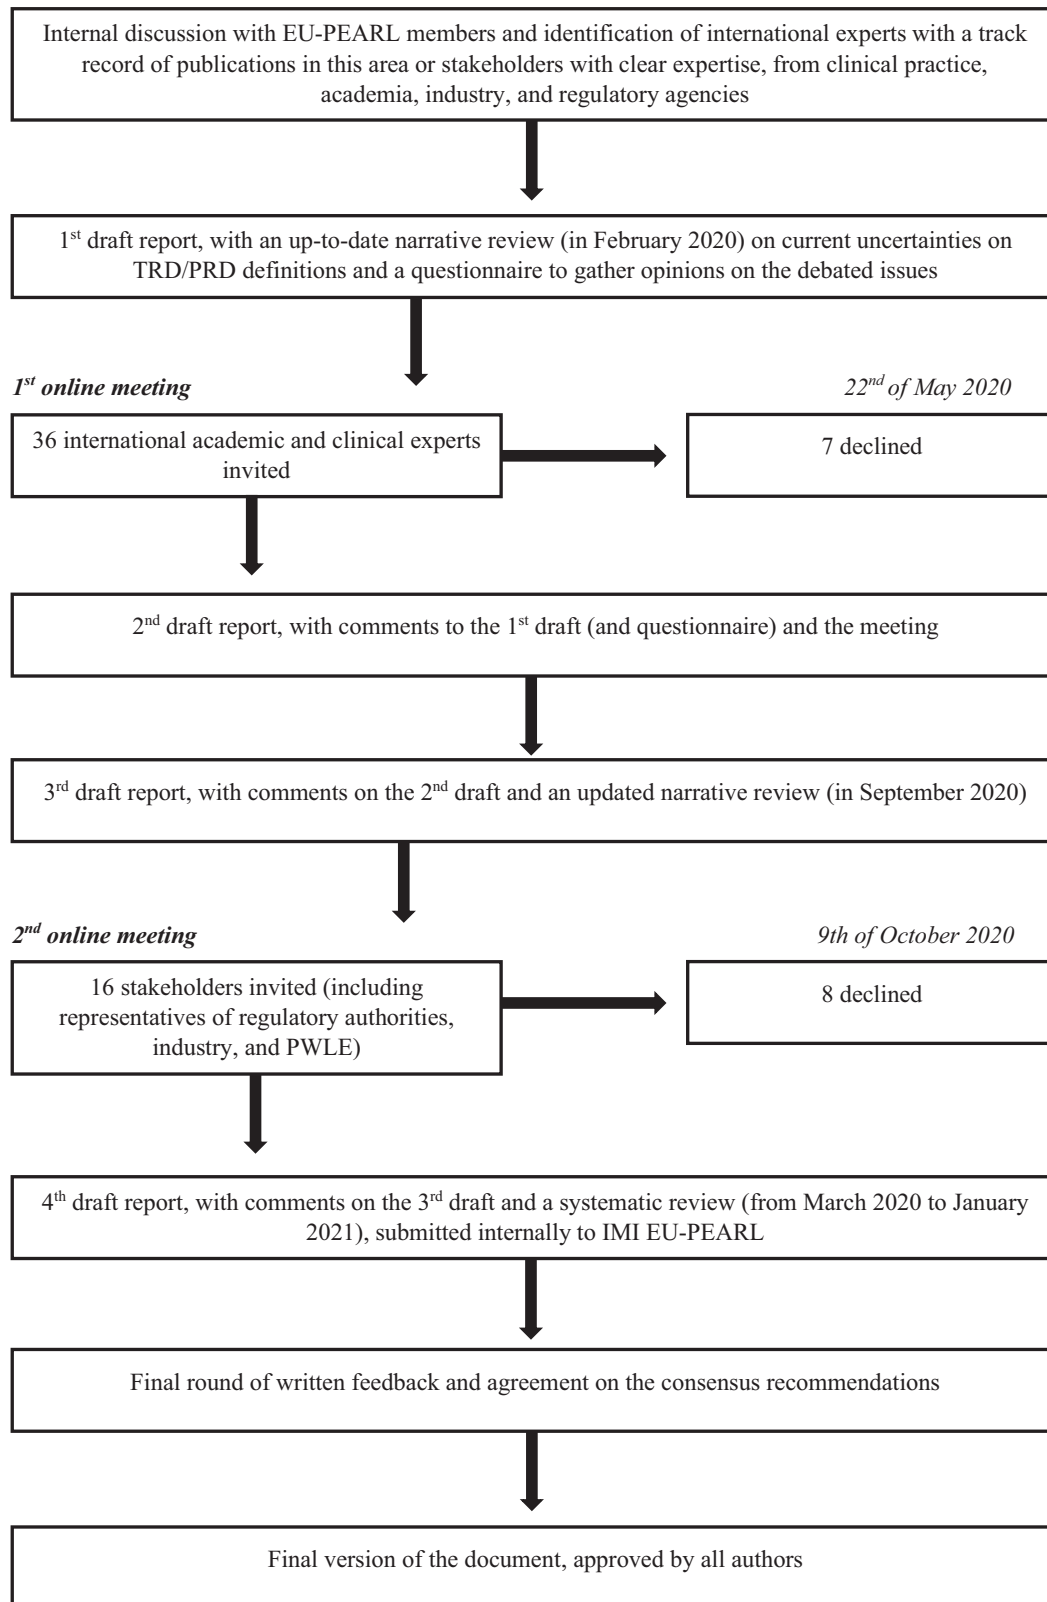 Internal discussion with EU-PEARL members and identification of international experts with a track
record of publications in this area or stakeholders with clear expertise, from clinical practice,
academia, industry, and regulatory agencies
1st draft report, with an up-to-date narrative review (in February 2020) on current uncertainties on
TRD/PRD definitions and a questionnaire to gather opinions on the debated issues
1st online meeting
22nd of May 2020
36 international academic and clinical experts
invited
7 declined
2nd draft report, with comments to the 1st draft (and questionnaire) and the meeting
3rd draft report, with comments on the 2nd draft and an updated narrative review (in September 2020)
2nd online meeting
9th of October 2020
16 stakeholders invited (including
representatives of regulatory authorities,
industry, and PWLE)
8 declined
4th draft report, with comments on the 3rd draft and a systematic review (from March 2020 to January
2021), submitted internally to IMI EU-PEARL
Final round of written feedback and agreement on the consensus recommendations
Final version of the document, approved by all authors